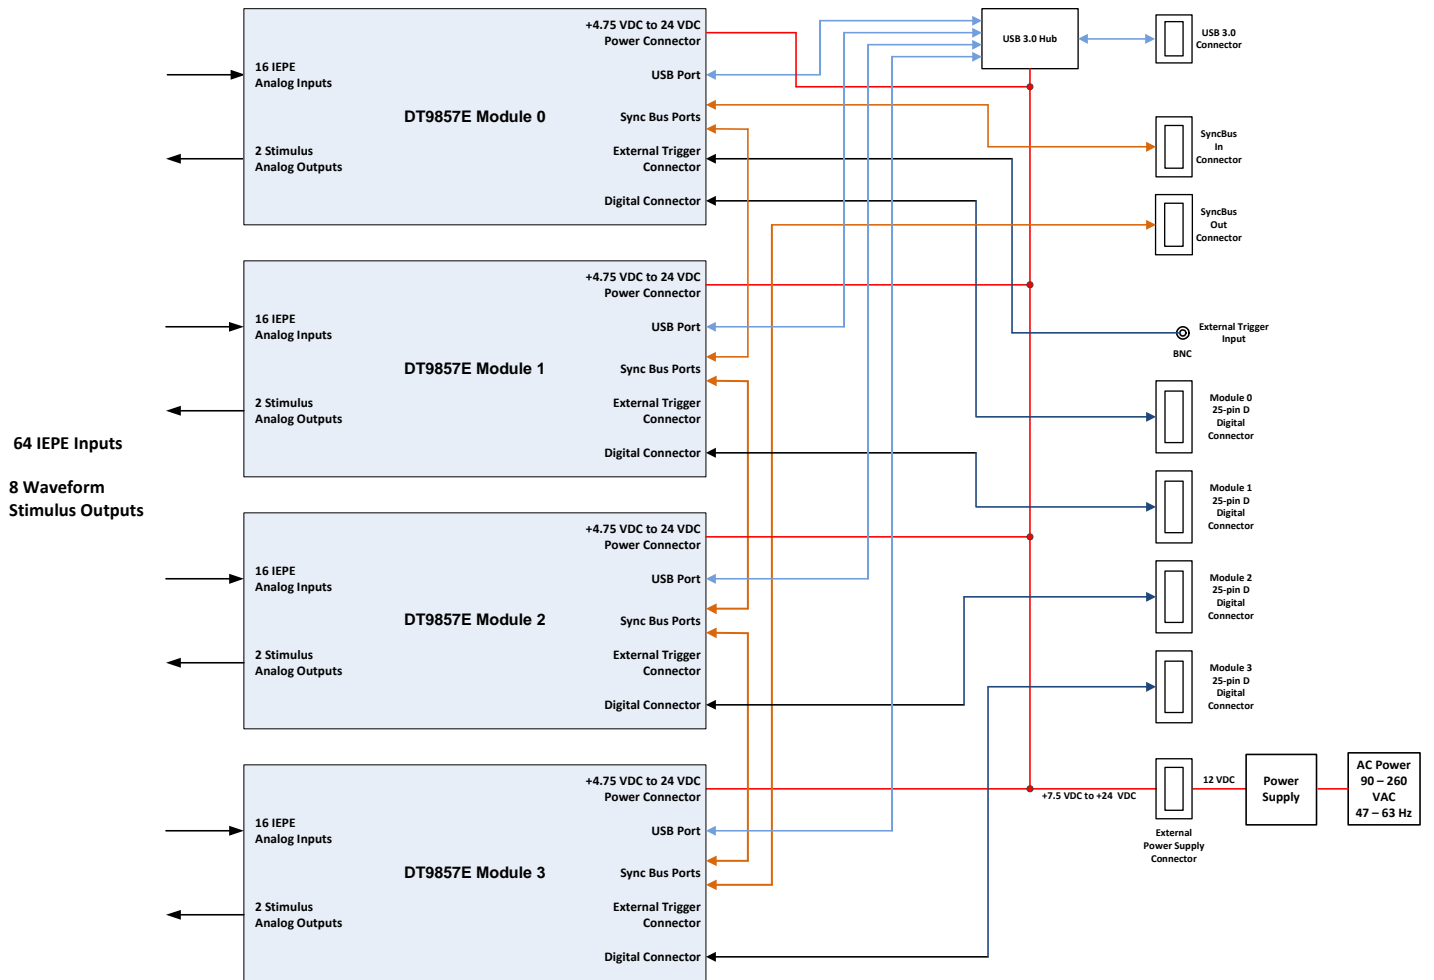 +4.75 VDC to 24 VDC
Power Connector
16 IEPE
Analog Inputs
USB Port
DT9857E Module 0
Sync Bus Ports
2 Stimulus
Analog Outputs
External Trigger
Connector
Digital Connector
USB 3.0 Hub
USB 3.0
Connector
SyncBus
In
Connector
SyncBus
Out
Connector
+4.75 VDC to 24 VDC
Power Connector
16 IEPE
Analog Inputs
USB Port
DT9857E Module 1
Sync Bus Ports
2 Stimulus
Analog Outputs
External Trigger
Connector
Digital Connector
External Trigger
Input
BNC
Module 0
25-pin D
Digital
Connector
64 IEPE Inputs
8 Waveform
Stimulus Outputs
Module 1
25-pin D
Digital
Connector
+4.75 VDC to 24 VDC
Power Connector
16 IEPE
Analog Inputs
USB Port
DT9857E Module 2
Sync Bus Ports
2 Stimulus
Analog Outputs
External Trigger
Connector
Digital Connector
Module 2
25-pin D
Digital
Connector
Module 3
25-pin D
Digital
Connector
+4.75 VDC to 24 VDC
Power Connector
16 IEPE
Analog Inputs
USB Port
DT9857E Module 3
Sync Bus Ports
2 Stimulus
Analog Outputs
External Trigger
Connector
Digital Connector
+7.5 VDC to +24 VDC
External
Power Supply
Connector
12 VDC
Power
Supply
AC Power
90 – 260
VAC
47 – 63 Hz